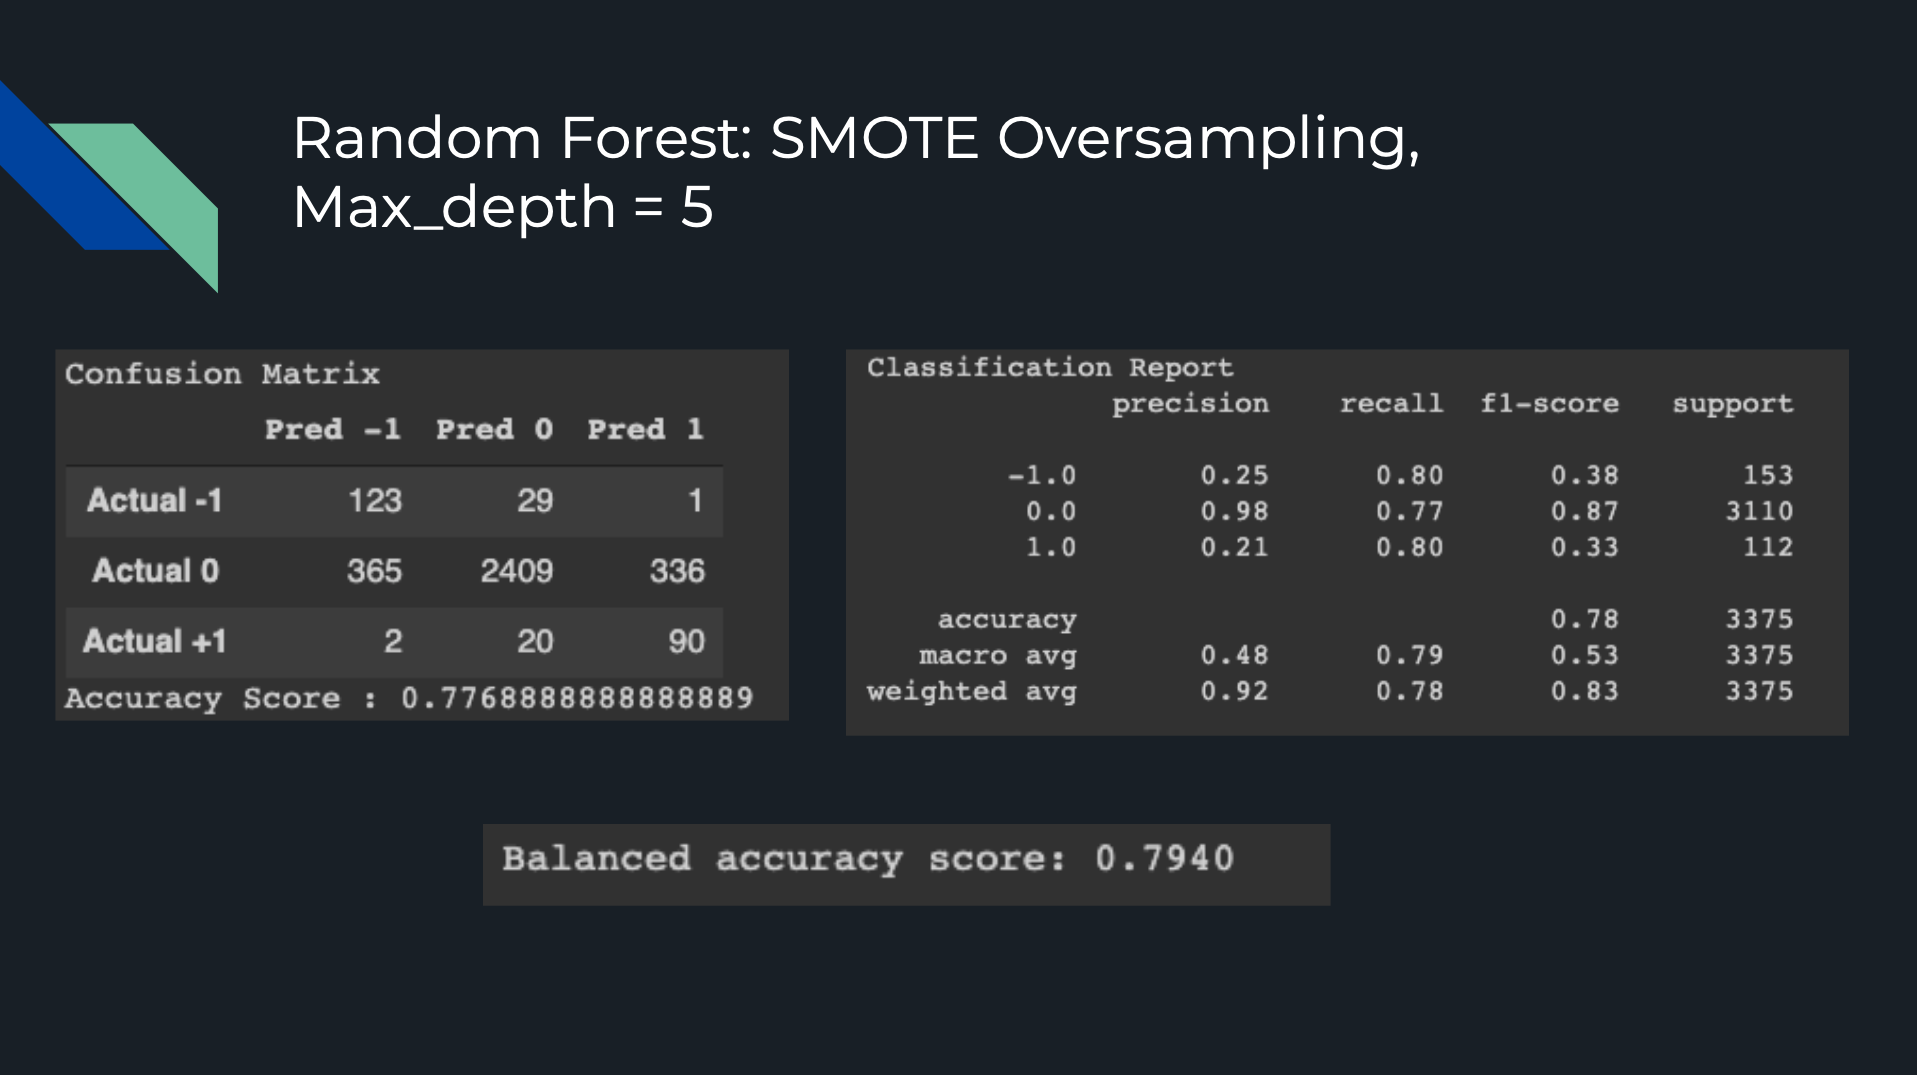 Random Forest: SMOTE Oversampling,
Max_depth = 5
Confusion Matrix
Pred -1 Pred 0 Pred 1
Actual -1 123 29 1
Actual 0 365 2409 336
Actual +1 2 20 90
Accuracy Score : 0.7768888888888889
Classification Report
precision recall f1-score support
-1.0 0.25 0.80 0.38 153
0.0 0.98 0.77 0.87 3110
1.0 0.21 0.80 0.33 112
accuracy 0.78 3375
macro avg 0.48 0.79 0.53 3375
weighted avg 0.92 0.78 0.83 3375
Balanced accuracy score: 0.7940